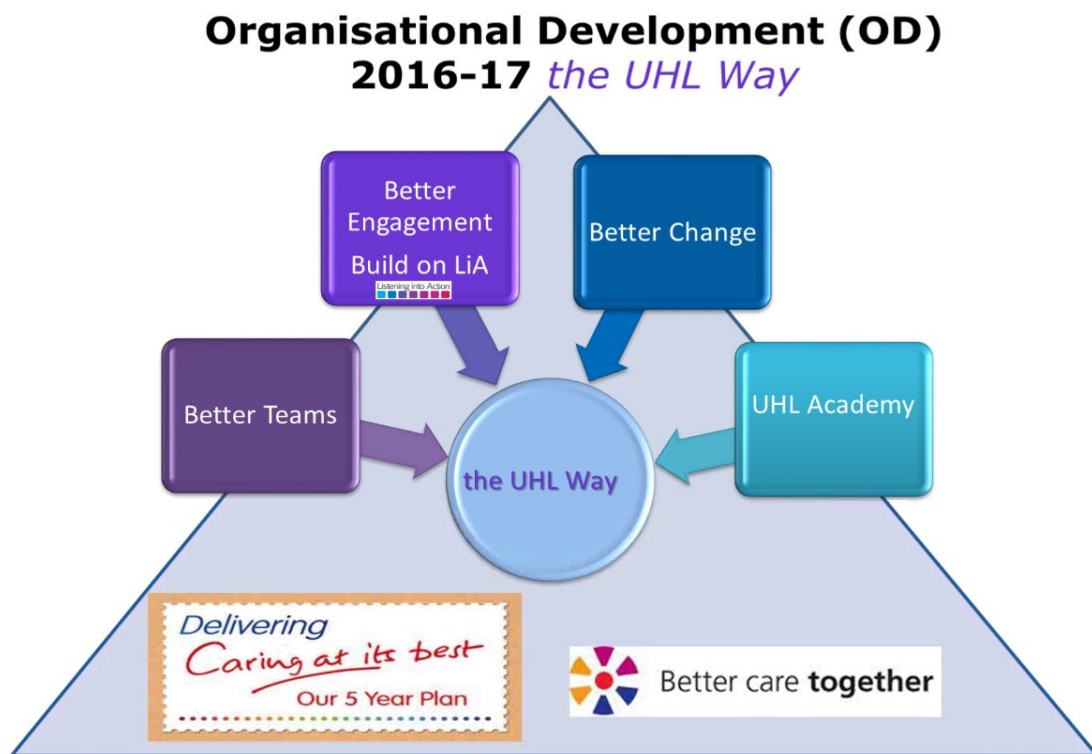 Organisational Development (OD)
2016-17 the UHL Way
Better
Engagement
Build on LiA
Listening into Action
Better Change
Better Teams
UHL Academy
the UHL Way
Delivering
Caring at its best
Our 5 Year Plan
Better care together